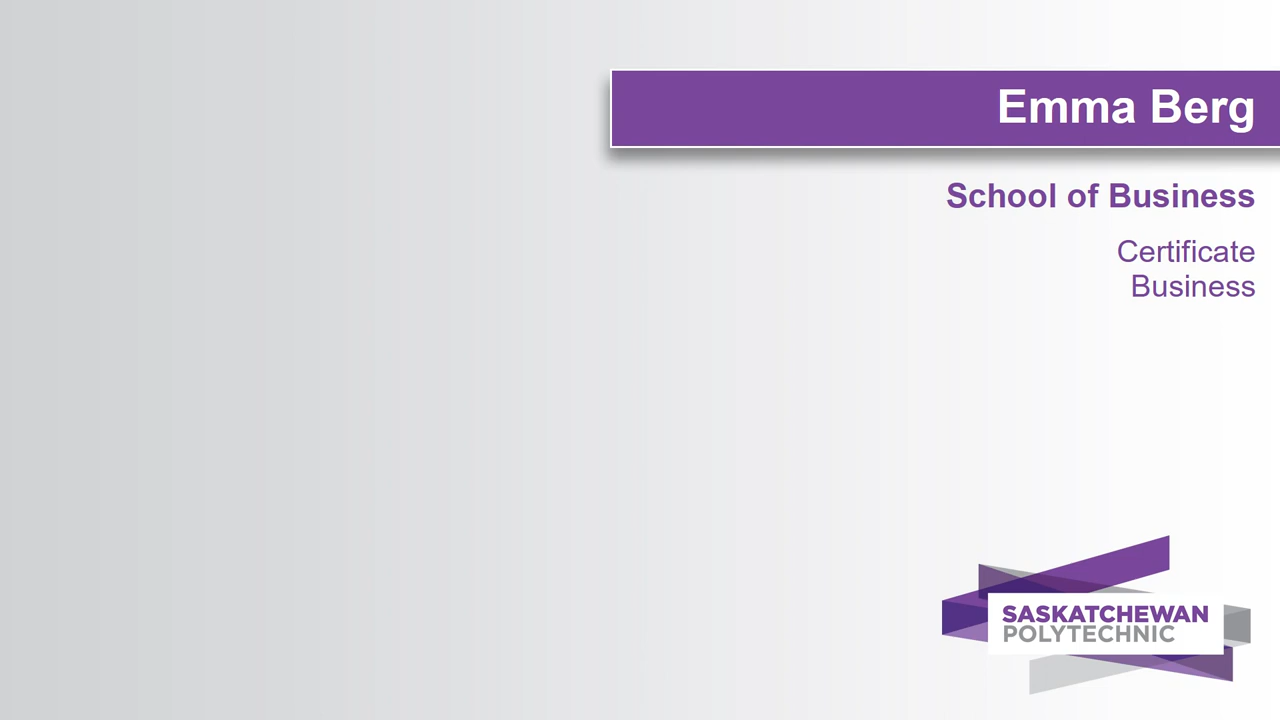 Emma Berg
School of Business
Certificate
Business
SASKATCHEWAN
POLYTECHNIC